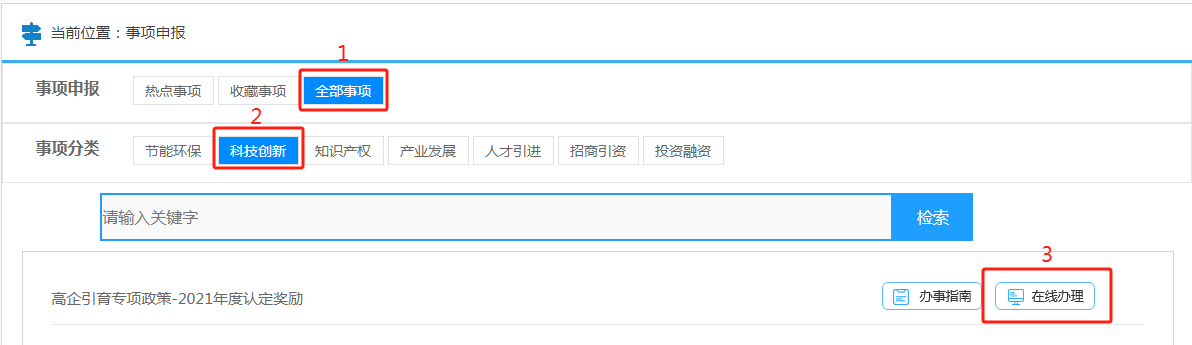 当前位置：事项申报
1
事项申报 热点事项 收藏事项 全部事项
2
事项分类 节能环保 科技创新 知识产权 产业发展 人才引进 招商引资 投资融资
请输入关键字 检索
3
高企引育专项政策-2021年度认定奖励 办事指南 在线办理